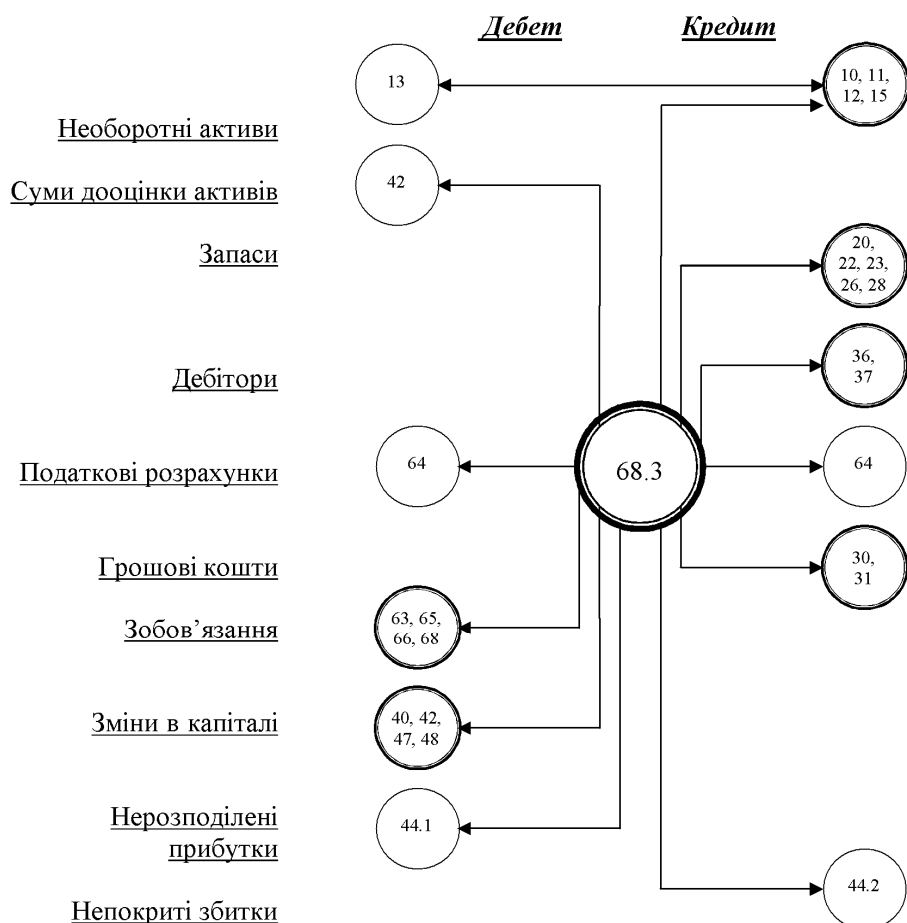 Дебет Кредит
13
10, 11,
12, 15
Необоротні активи
Суми дооцінки активів
42
Запаси
20,
22, 23,
26, 28
Дебітори
36,
37
Податкові розрахунки
64
68.3
64
Грошові кошти
30,
31
Зобов’язання
63, 65,
66, 68
Зміни в капіталі
40, 42,
47, 48
Нерозподілені
прибутки
44.1
Непокриті збитки
44.2